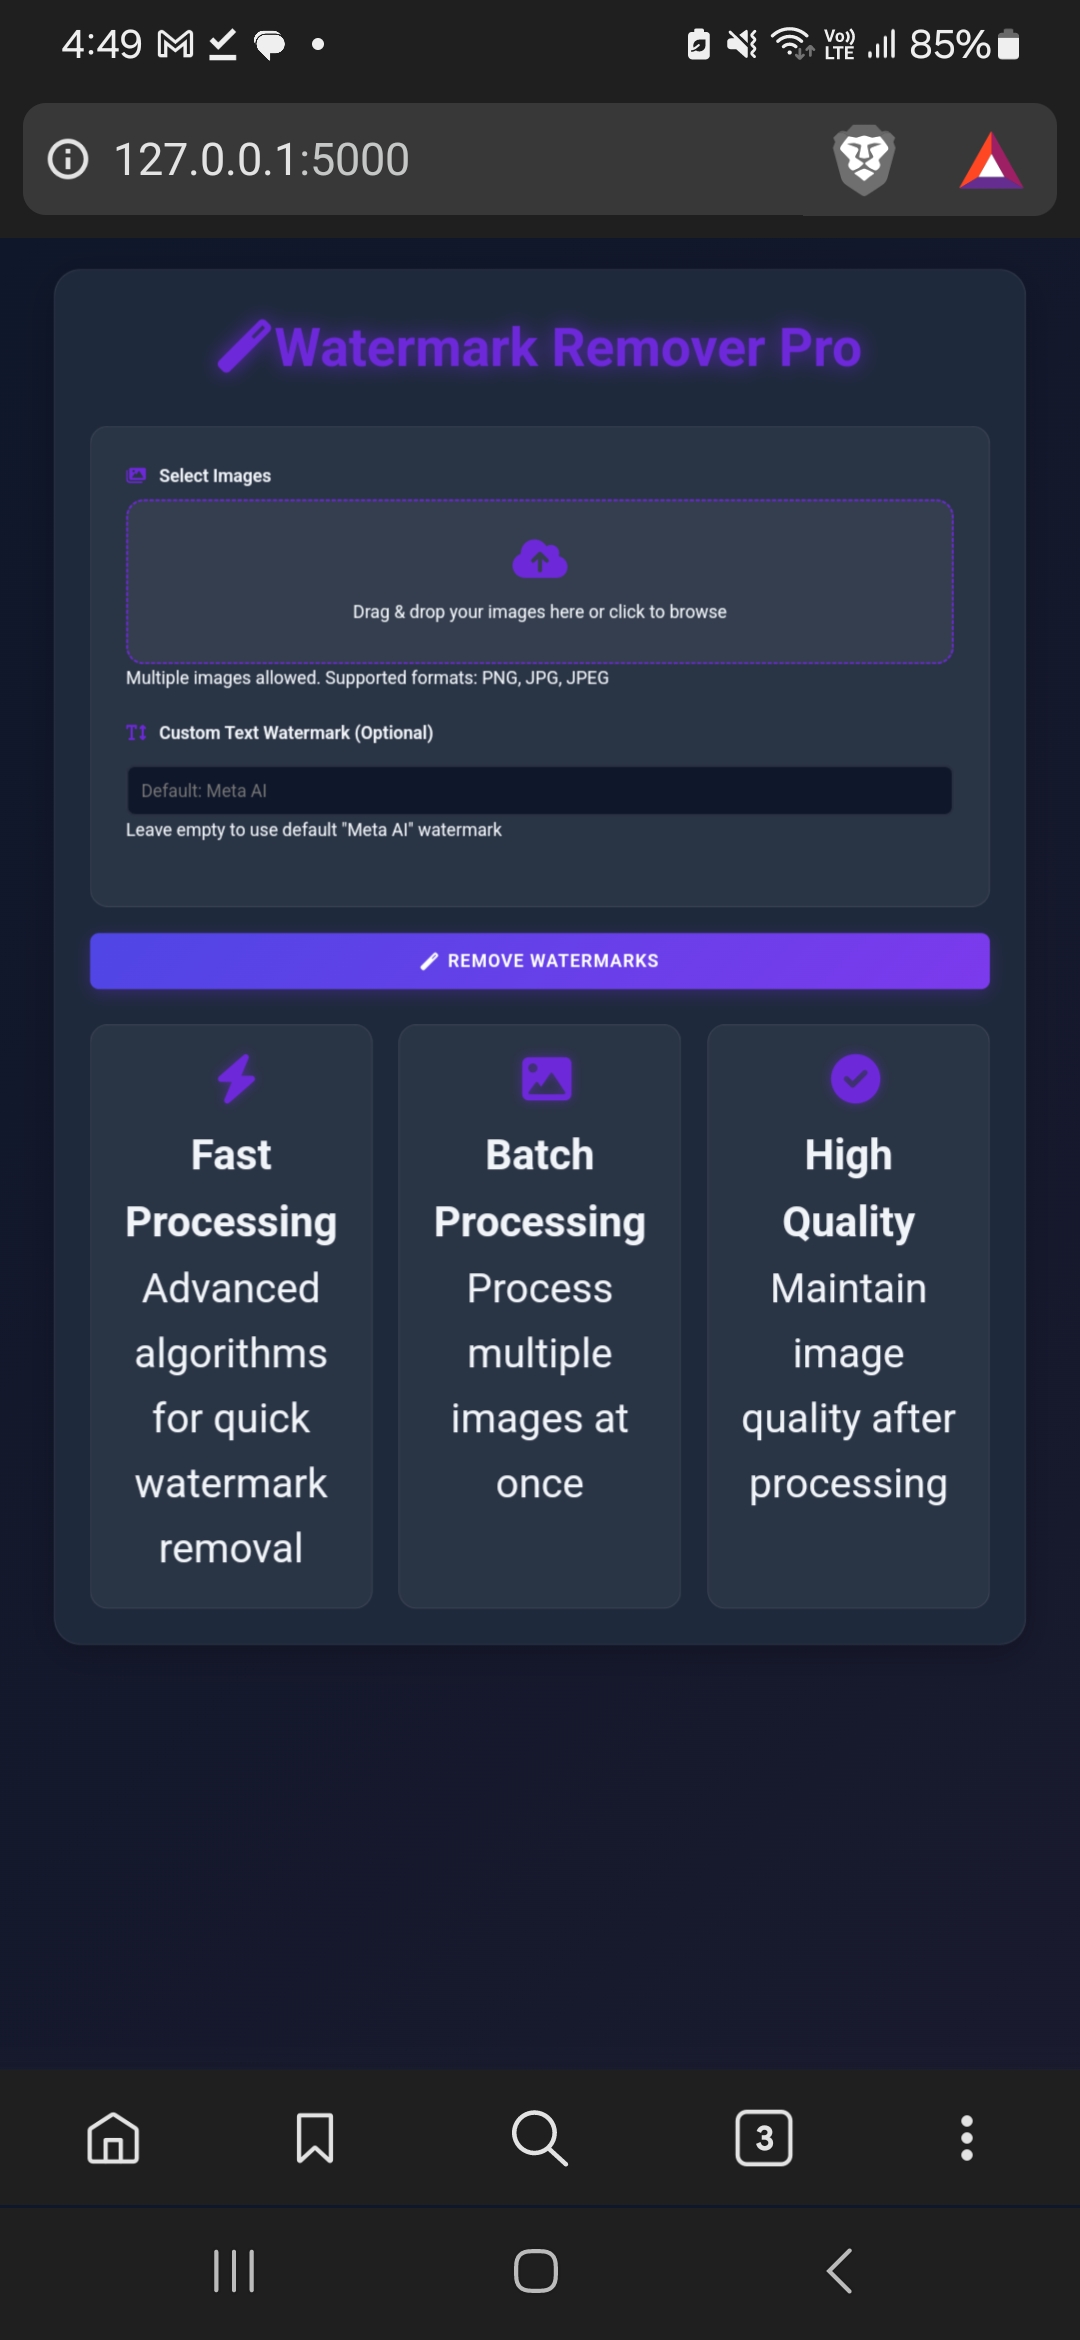 4:49
Vo)) LTE
85%
127.0.0.1:5000
Watermark Remover Pro
Select Images
Drag & drop your images here or click to browse
Multiple images allowed. Supported formats: PNG, JPG, JPEG
Custom Text Watermark (Optional)
Default: Meta AI
Leave empty to use default "Meta AI" watermark
REMOVE WATERMARKS
Fast
Processing
Advanced
algorithms
for quick
watermark
removal
Batch
Processing
Process
multiple
images at
once
High
Quality
Maintain
image
quality after
processing
3